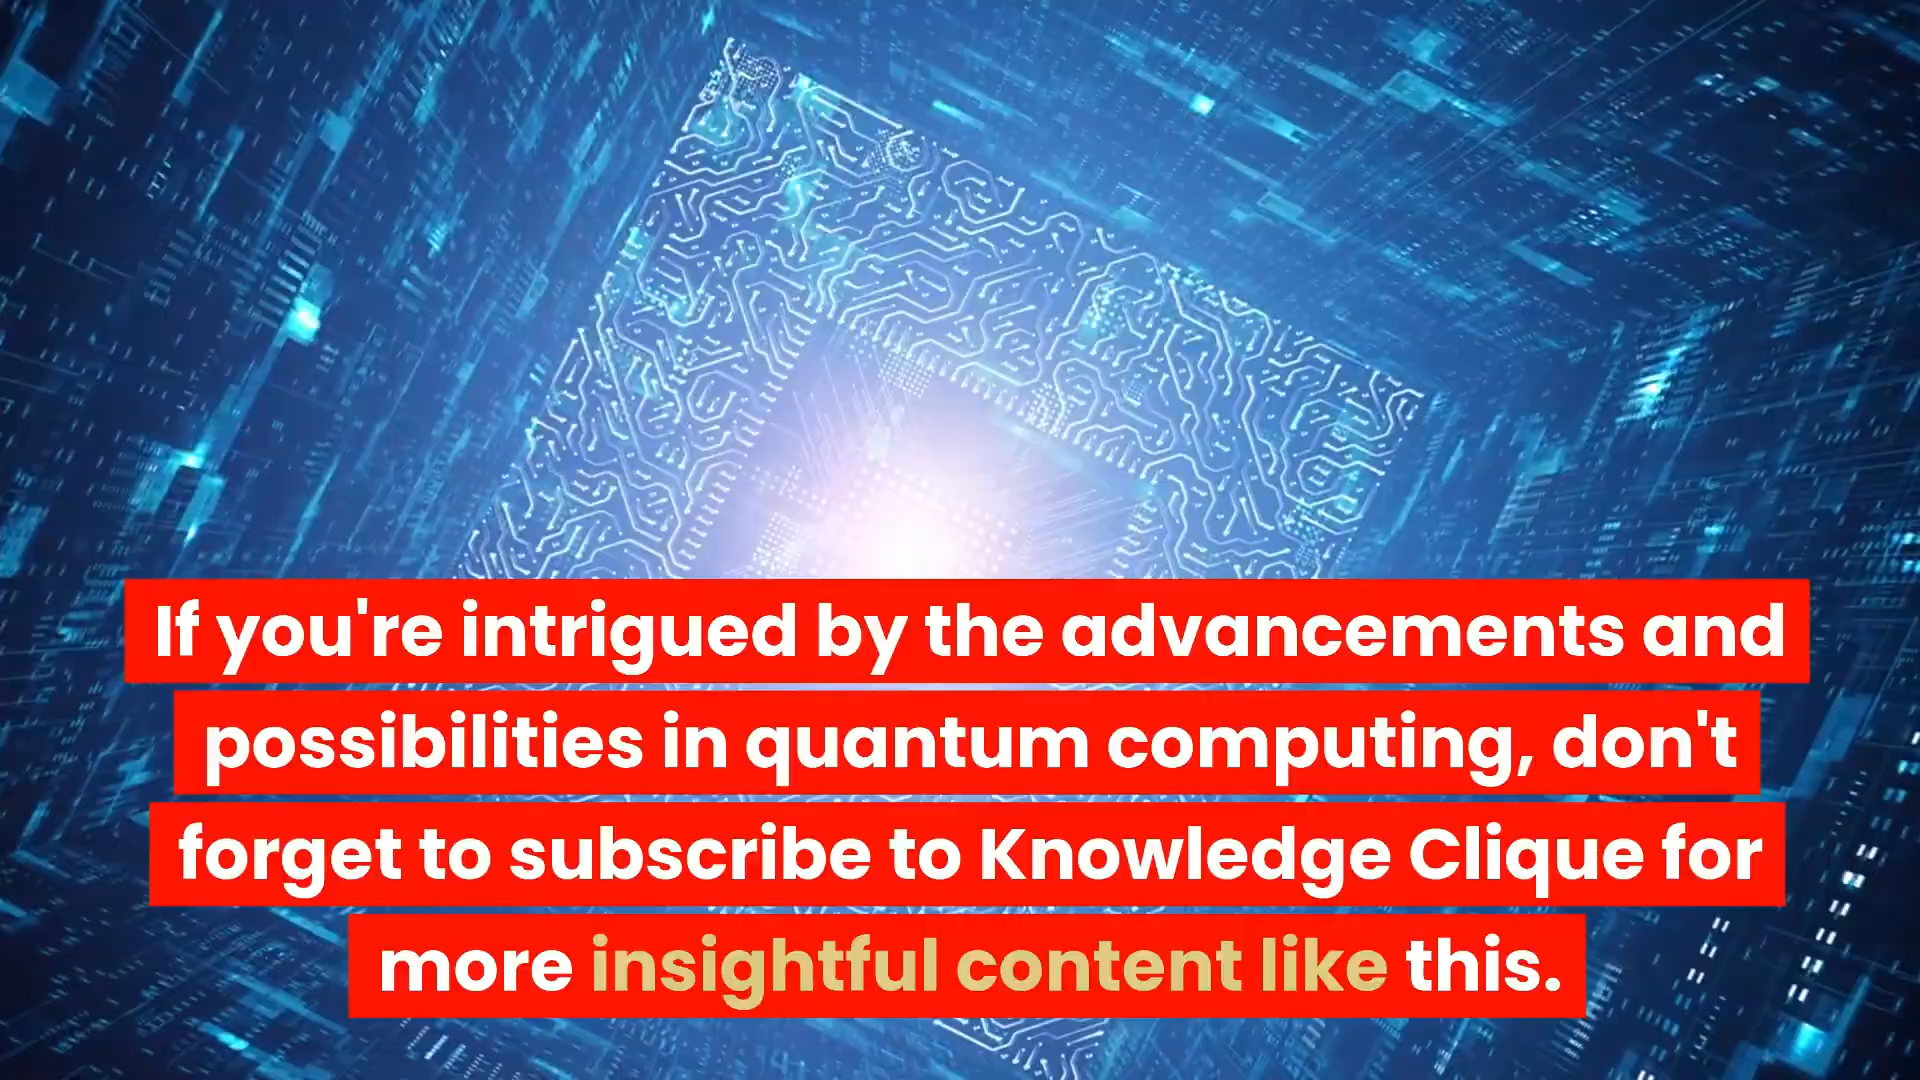 If you're intrigued by the advancements and
possibilities in quantum computing, don't
forget to subscribe to Knowledge Clique for
more insightful content like this.